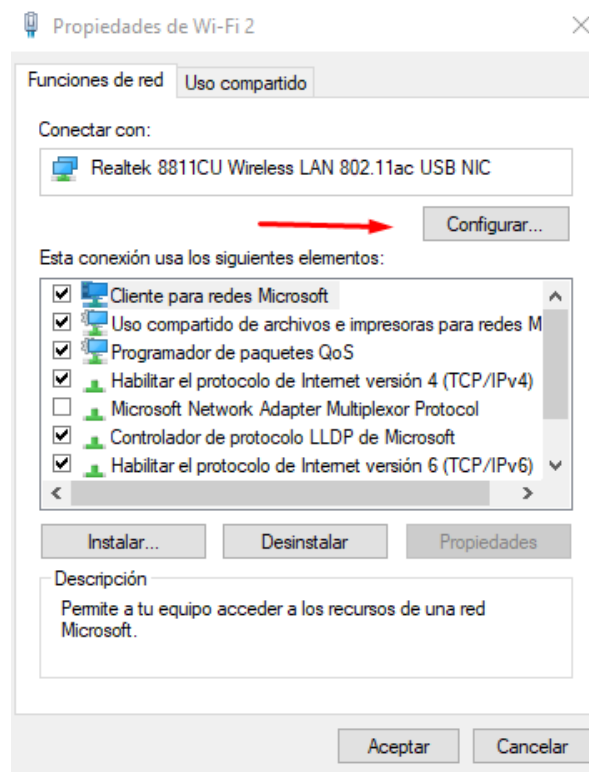 Propiedades de Wi-Fi 2
Funciones de red
Uso compartido
Conectar con:
Realtek 8811CU Wireless LAN 802.11ac USB NIC
Configurar...
Esta conexión usa los siguientes elementos:
Cliente para redes Microsoft
Uso compartido de archivos e impresoras para redes M
Programador de paquetes QoS
Habilitar el protocolo de Internet versión 4 (TCP/IPv4)
Microsoft Network Adapter Multiplexor Protocol
Controlador de protocolo LLDP de Microsoft
Habilitar el protocolo de Internet versión 6 (TCP/IPv6)
Instalar...
Desinstalar
Propiedades
Descripción
Permite a tu equipo acceder a los recursos de una red
Microsoft.
Aceptar
Cancelar